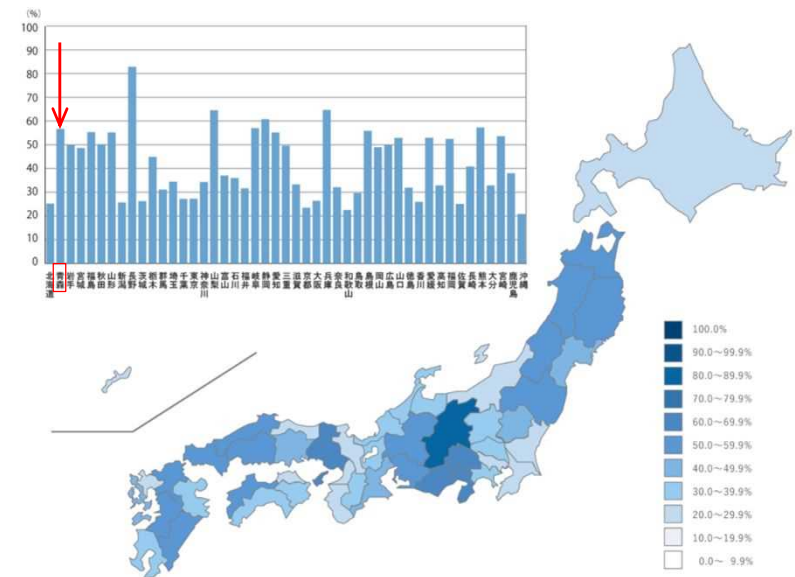 (%)
100
90
80
70
60
50
40
30
20
10
0
北海道
青森
岩手
宮城
福島
秋田
山形
新潟
長野
茨城
栃木
群馬
埼玉
千葉
東京
神奈川
山梨
富山
石川
福井
岐阜
静岡
愛知
三重
滋賀
京都
大阪
兵庫
奈良
和歌山
鳥取
島根
岡山
広島
山口
徳島
香川
愛媛
高知
福岡
佐賀
長崎
熊本
大分
宮崎
鹿児島
沖縄
100.0%
90.0～99.9%
80.0～89.9%
70.0～79.9%
60.0～69.9%
50.0～59.9%
40.0～49.9%
30.0～39.9%
20.0～29.9%
10.0～19.9%
0.0～ 9.9%